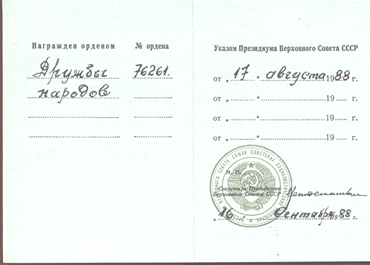 Награжден орденом
№ ордена
Дружбы
народов
76261.
Указом Президиума Верховного Совета СССР
от „ 17 " августа 1988 г.
от „ " 19 г.
от „ " 19 г.
от „ " 19 г.
М. П.
Секретарь Президиума
Верховного Совета СССР
„ 16 " Сентября 1988 г.